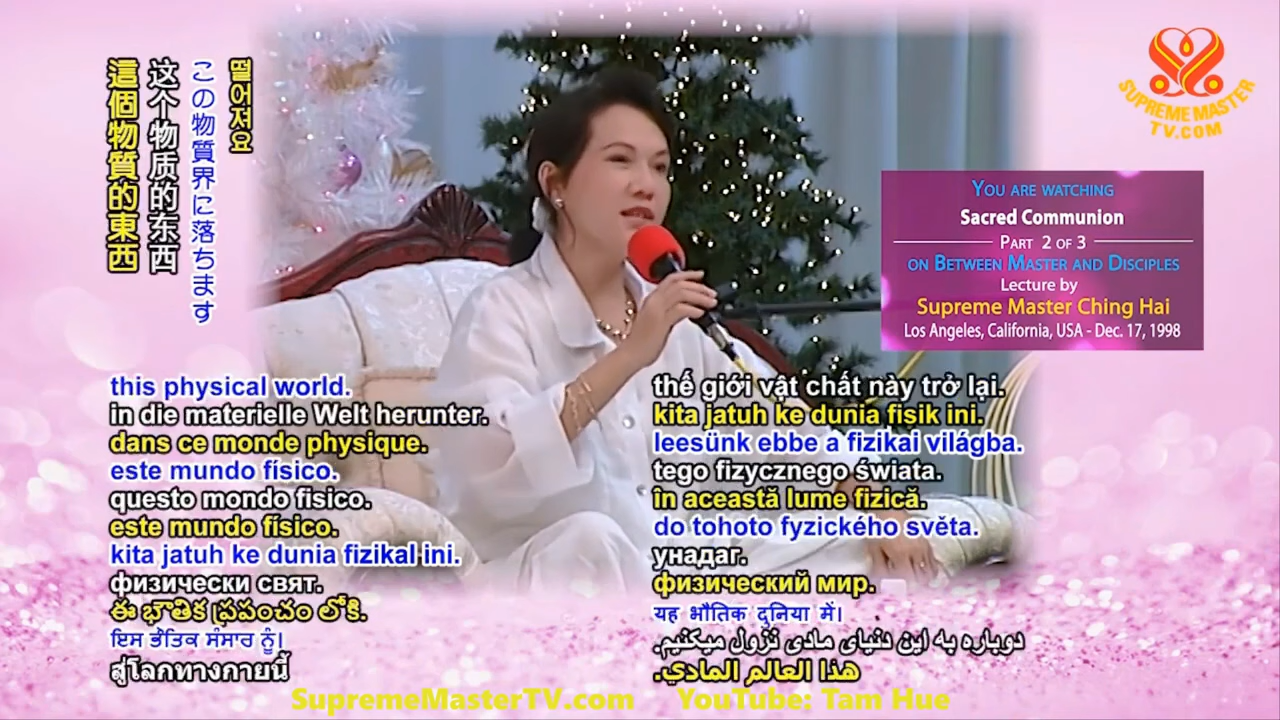 떨어져요
この物質界に落ちます
这个物质的东西
這個物質的東西
SUPREME MASTER
TV.COM
You are watching
Sacred Communion
Part 2 of 3
on Between Master and Disciples
Lecture by
Supreme Master Ching Hai
Los Angeles, California, USA - Dec. 17, 1998
this physical world.
in die materielle Welt herunter.
dans ce monde physique.
este mundo físico.
questo mondo fisico.
este mundo físico.
kita jatuh ke dunia fizikal ini.
физически свят.
ఈ భౌతిక ప్రపంచం లోకి.
ਇਸ ਭੌਤਿਕ ਸੰਸਾਰ ਨੂੰ।
สู่โลกทางกายนี้
thế giới vật chất này trở lại.
kita jatuh ke dunia fisik ini.
leesünk ebbe a fizikai világba.
tego fizycznego świata.
în această lume fizică.
do tohoto fyzického světa.
унадаг.
физический мир.
यह भौतिक दुनिया में।
دوباره به این دنیای مادی نزول میکنیم.
هذا العالم المادي.
SupremeMasterTV.com YouTube: Tam Hue